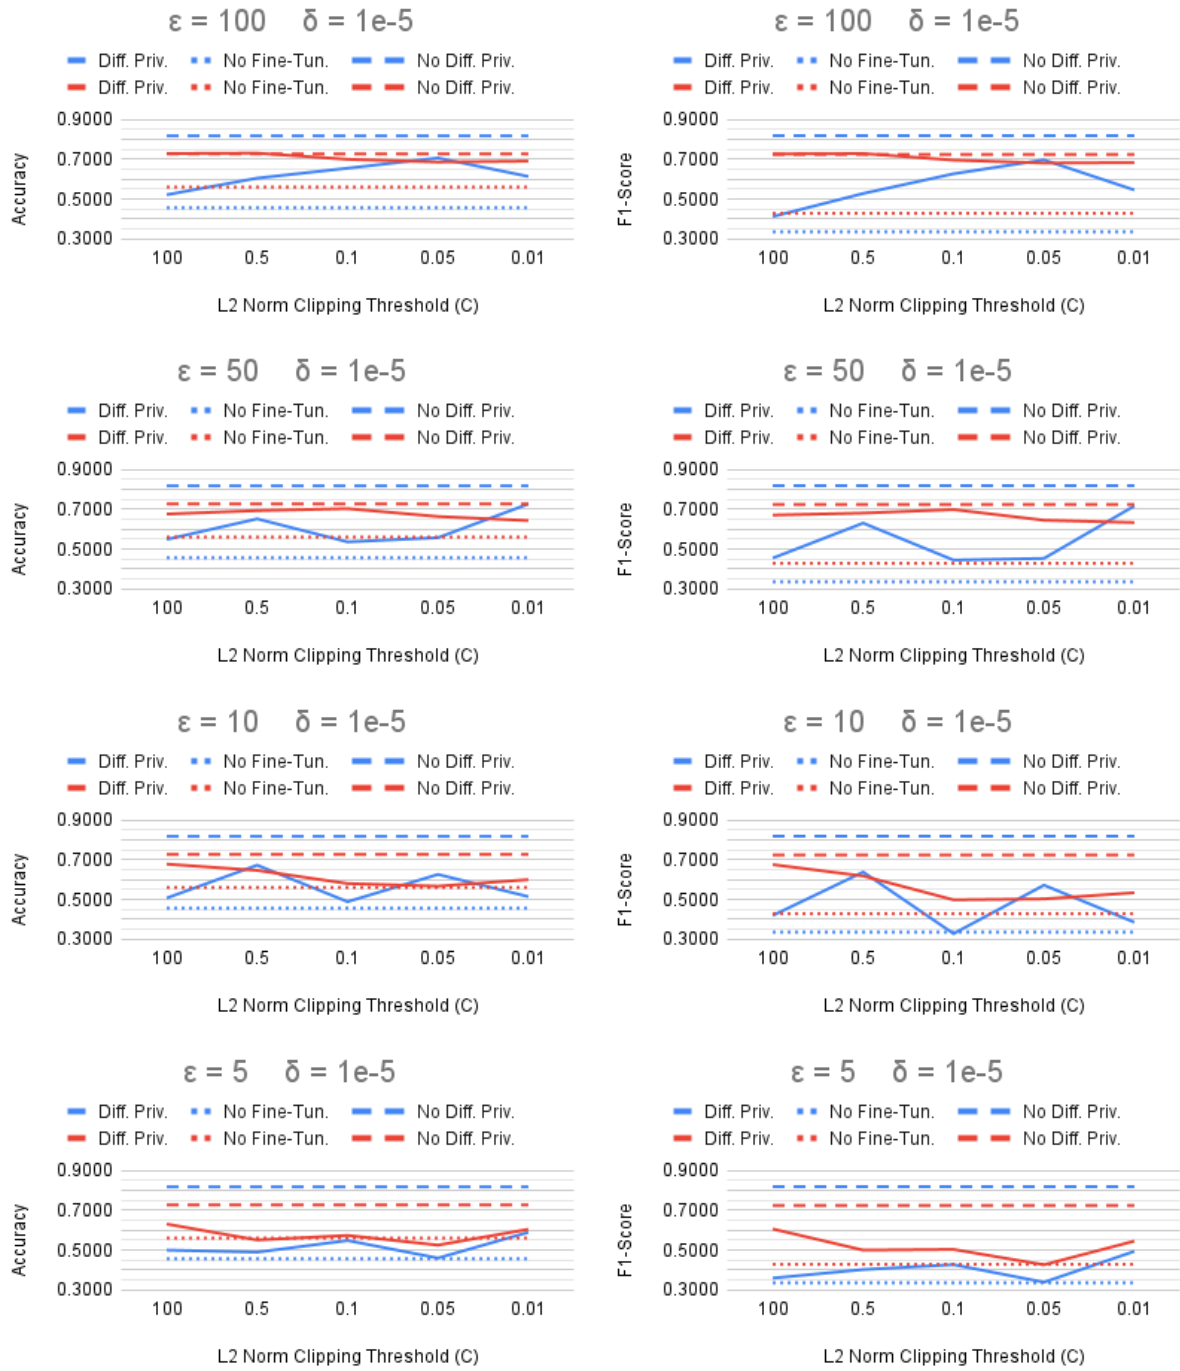 ε = 100 δ = 1e-5
Diff. Priv. No Fine-Tun. No Diff. Priv.
Diff. Priv. No Fine-Tun. No Diff. Priv.
Accuracy
0.9000
0.7000
0.5000
0.3000
100 0.5 0.1 0.05 0.01
L2 Norm Clipping Threshold (C)
ε = 100 δ = 1e-5
Diff. Priv. No Fine-Tun. No Diff. Priv.
Diff. Priv. No Fine-Tun. No Diff. Priv.
F1-Score
0.9000
0.7000
0.5000
0.3000
100 0.5 0.1 0.05 0.01
L2 Norm Clipping Threshold (C)
ε = 50 δ = 1e-5
Diff. Priv. No Fine-Tun. No Diff. Priv.
Diff. Priv. No Fine-Tun. No Diff. Priv.
Accuracy
0.9000
0.7000
0.5000
0.3000
100 0.5 0.1 0.05 0.01
L2 Norm Clipping Threshold (C)
ε = 50 δ = 1e-5
Diff. Priv. No Fine-Tun. No Diff. Priv.
Diff. Priv. No Fine-Tun. No Diff. Priv.
F1-Score
0.9000
0.7000
0.5000
0.3000
100 0.5 0.1 0.05 0.01
L2 Norm Clipping Threshold (C)
ε = 10 δ = 1e-5
Diff. Priv. No Fine-Tun. No Diff. Priv.
Diff. Priv. No Fine-Tun. No Diff. Priv.
Accuracy
0.9000
0.7000
0.5000
0.3000
100 0.5 0.1 0.05 0.01
L2 Norm Clipping Threshold (C)
ε = 10 δ = 1e-5
Diff. Priv. No Fine-Tun. No Diff. Priv.
Diff. Priv. No Fine-Tun. No Diff. Priv.
F1-Score
0.9000
0.7000
0.5000
0.3000
100 0.5 0.1 0.05 0.01
L2 Norm Clipping Threshold (C)
ε = 5 δ = 1e-5
Diff. Priv. No Fine-Tun. No Diff. Priv.
Diff. Priv. No Fine-Tun. No Diff. Priv.
Accuracy
0.9000
0.7000
0.5000
0.3000
100 0.5 0.1 0.05 0.01
L2 Norm Clipping Threshold (C)
ε = 5 δ = 1e-5
Diff. Priv. No Fine-Tun. No Diff. Priv.
Diff. Priv. No Fine-Tun. No Diff. Priv.
F1-Score
0.9000
0.7000
0.5000
0.3000
100 0.5 0.1 0.05 0.01
L2 Norm Clipping Threshold (C)